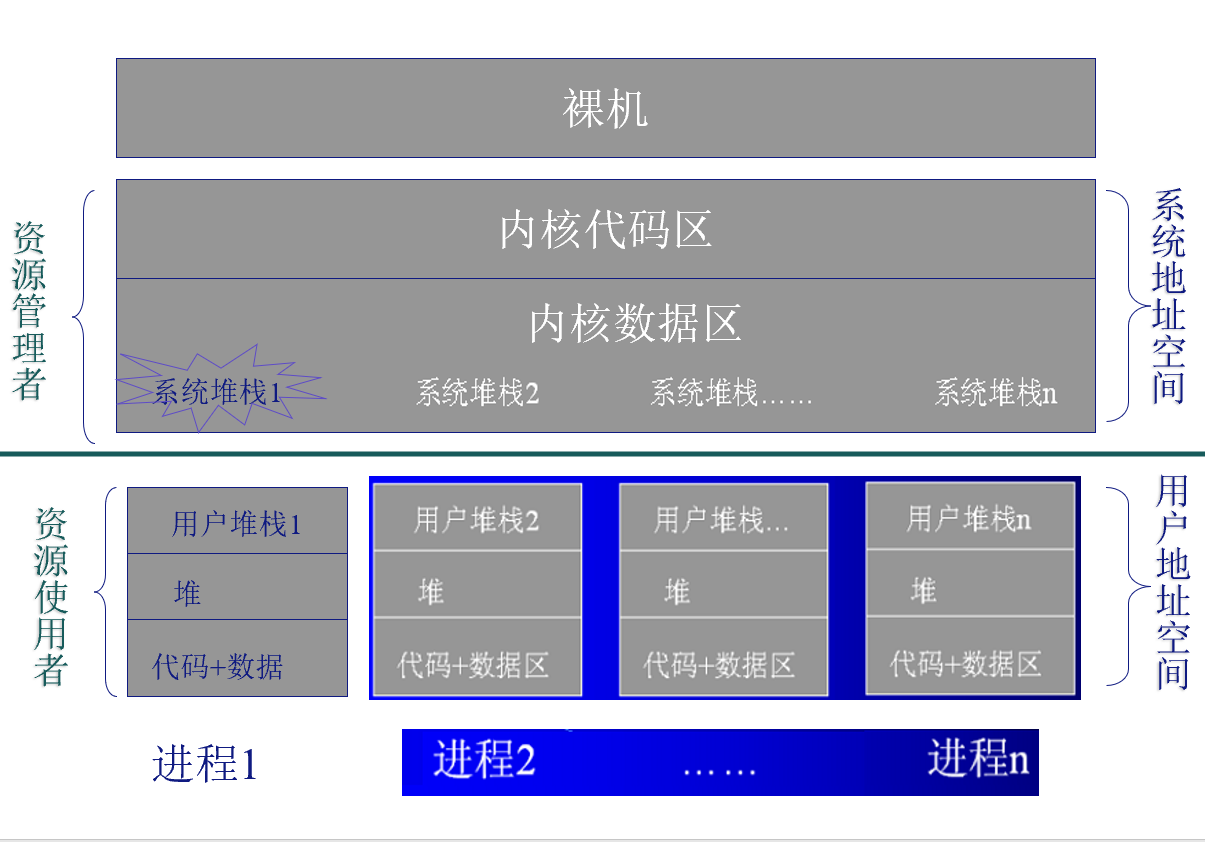 裸机
资源管理者
内核代码区
系统地址空间
内核数据区
系统堆栈1 系统堆栈2 系统堆栈…… 系统堆栈n
资源使用者
用户堆栈1 用户堆栈2 用户堆栈… 用户堆栈n
用户地址空间
堆 堆 堆 堆
代码+数据 代码+数据区 代码+数据区 代码+数据区
进程1 进程2 …… 进程n